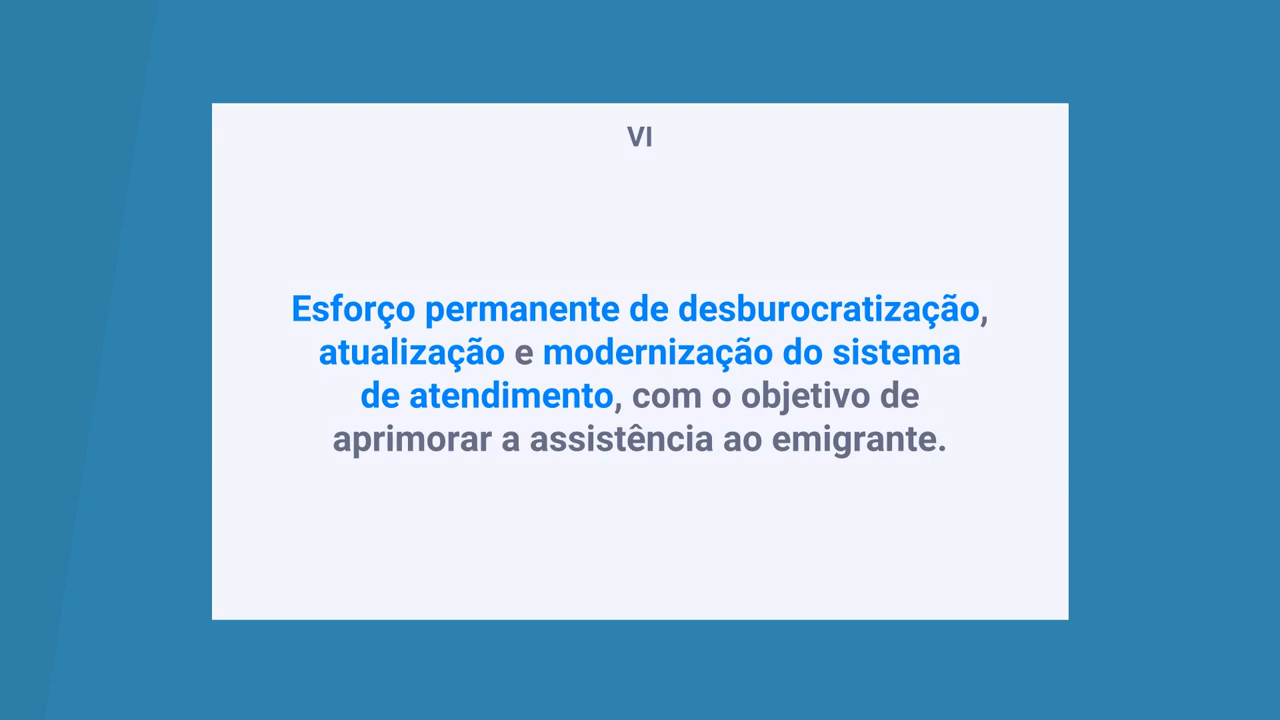 VI
Esforço permanente de desburocratização,
atualização e modernização do sistema
de atendimento, com o objetivo de
aprimorar a assistência ao emigrante.